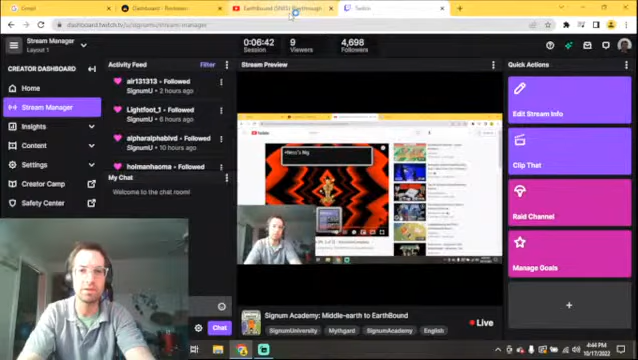 Gmail
Dashboard - Restream
EarthBound (SNES) Playthrough
Twitch
dashboard.twitch.tv/u/signumu/stream-manager
Stream Manager
Layout 1
0:06:42
Session
9
Viewers
4,698
Followers
CREATOR DASHBOARD
Home
Stream Manager
Insights
Content
Settings
Creator Camp
Safety Center
Activity Feed
Filter
air131313 - Followed
SignumU • 2 hours ago
Lightfoot_1 - Followed
SignumU • 6 hours ago
alpharalphablvd - Followed
SignumU • 10 hours ago
holmanhaoma - Followed
My Chat
Welcome to the chat room!
Chat
Stream Preview
Signum Academy: Middle-earth to EarthBound
SignumUniversity
Mythgard
SignumAcademy
English
Live
Quick Actions
Edit Stream Info
Clip That
Raid Channel
Manage Goals
4:44 PM
10/17/2022